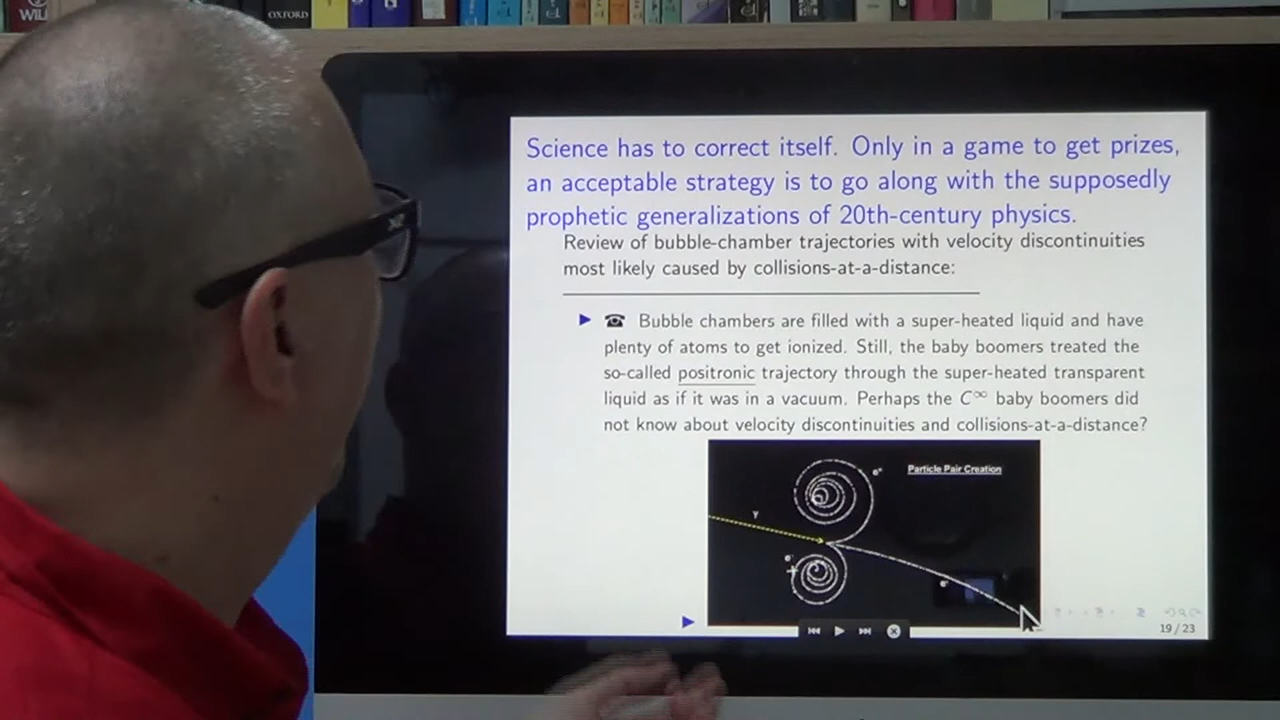 WIL
OXFORD
Science has to correct itself. Only in a game to get prizes,
an acceptable strategy is to go along with the supposedly
prophetic generalizations of 20th-century physics.
Review of bubble-chamber trajectories with velocity discontinuities
most likely caused by collisions-at-a-distance:
Bubble chambers are filled with a super-heated liquid and have
plenty of atoms to get ionized. Still, the baby boomers treated the
so-called positronic trajectory through the super-heated transparent
liquid as if it was in a vacuum. Perhaps the C∞ baby boomers did
not know about velocity discontinuities and collisions-at-a-distance?
Particle Pair Creation
γ
19 / 23